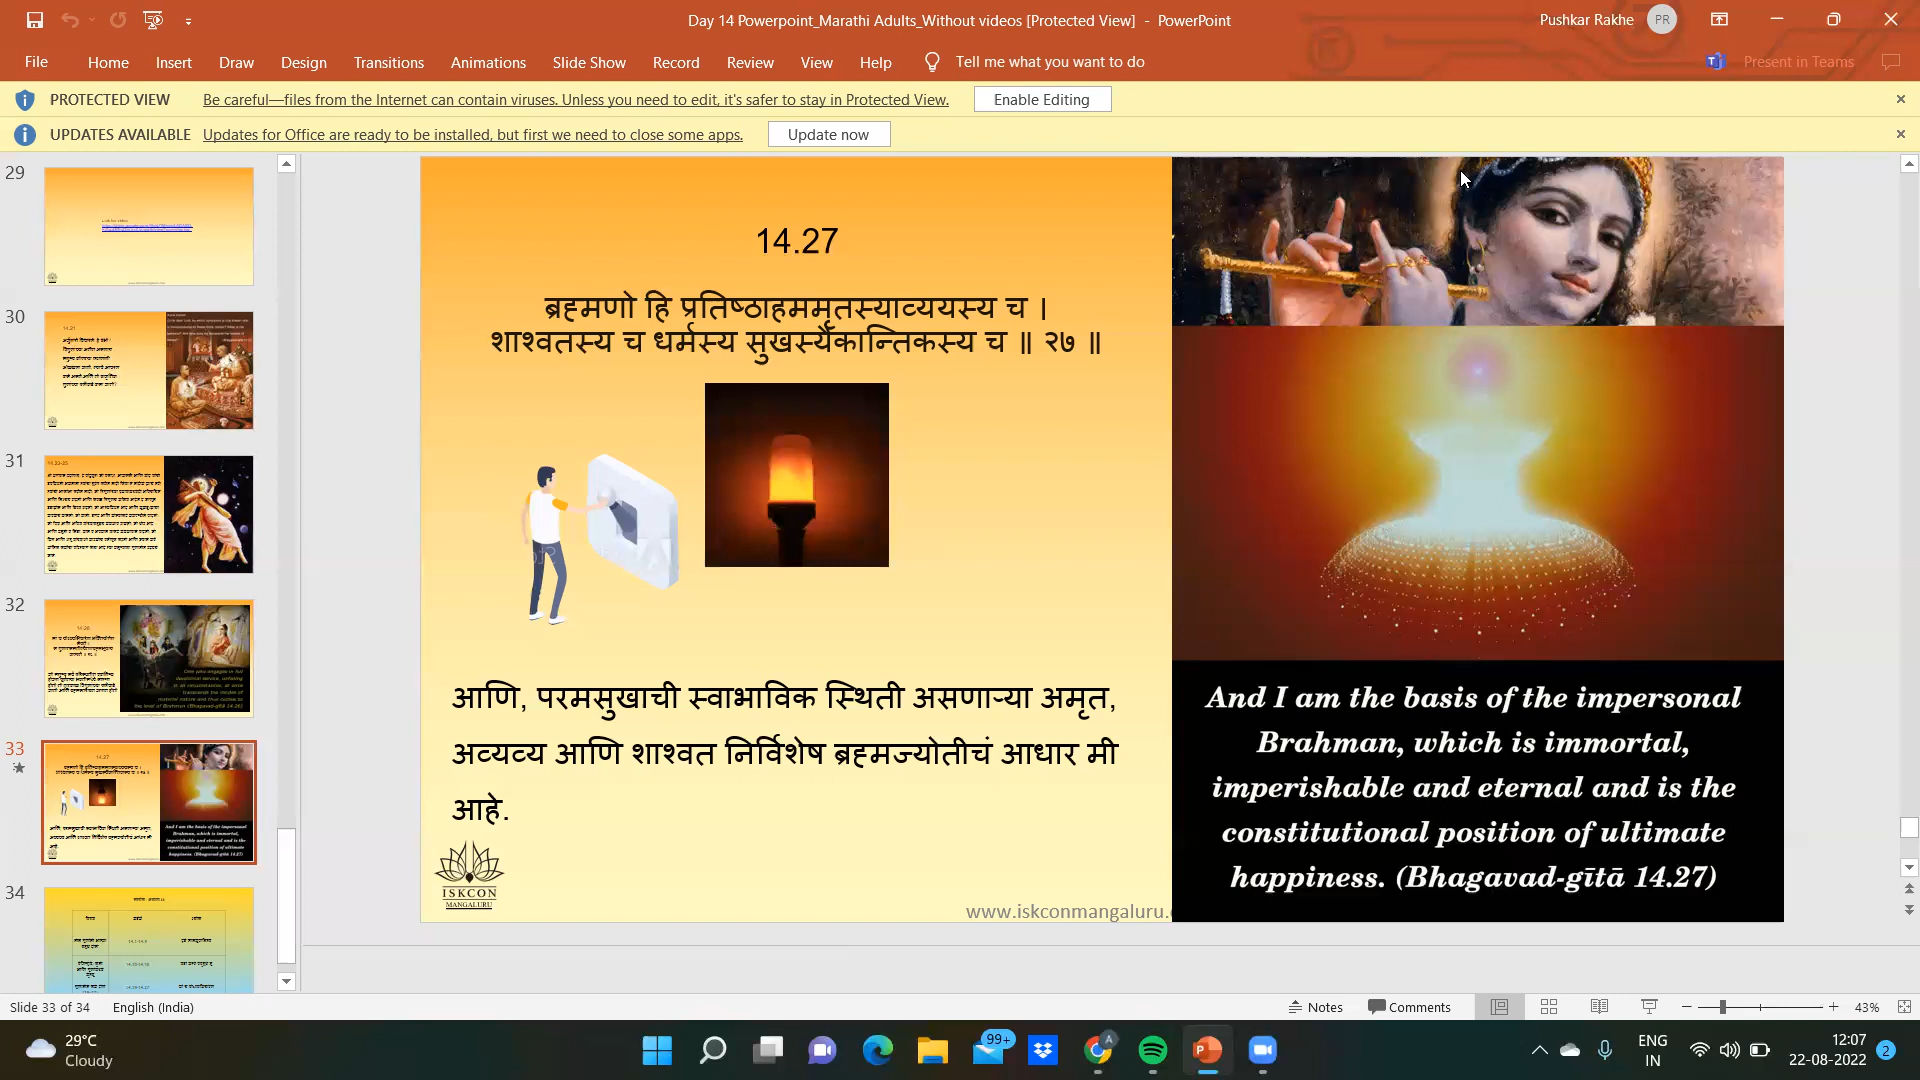 Day 14 Powerpoint_Marathi Adults_Without videos [Protected View] - PowerPoint
Pushkar Rakhe PR
File Home Insert Draw Design Transitions Animations Slide Show Record Review View Help Tell me what you want to do Present in Teams
PROTECTED VIEW Be careful—files from the Internet can contain viruses. Unless you need to edit, it's safer to stay in Protected View. Enable Editing
UPDATES AVAILABLE Updates for Office are ready to be installed, but first we need to close some apps. Update now
29
30
31
32
33
34
14.27
ब्रह्मणो हि प्रतिष्ठाहममृतस्याव्ययस्य च ।
शाश्वतस्य च धर्मस्य सुखस्यैकान्तिकस्य च ॥ २७ ॥
आणि, परमसुखाची स्वाभाविक स्थिती असणाऱ्या अमृत,
अव्यव्य आणि शाश्वत निर्विशेष ब्रह्मज्योतीचं आधार मी
आहे.
ISKCON
MANGALURU
www.iskconmangaluru.
And I am the basis of the impersonal
Brahman, which is immortal,
imperishable and eternal and is the
constitutional position of ultimate
happiness. (Bhagavad-gītā 14.27)
Slide 33 of 34 English (India)
Notes Comments 43%
29°C
Cloudy
99+
ENG
IN
12:07
22-08-2022
2